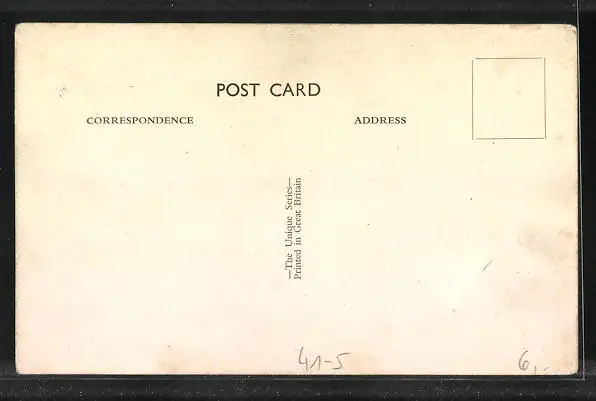 POST CARD
CORRESPONDENCE
ADDRESS
—The Unique Series—
Printed in Great Britain
41-5
6,-